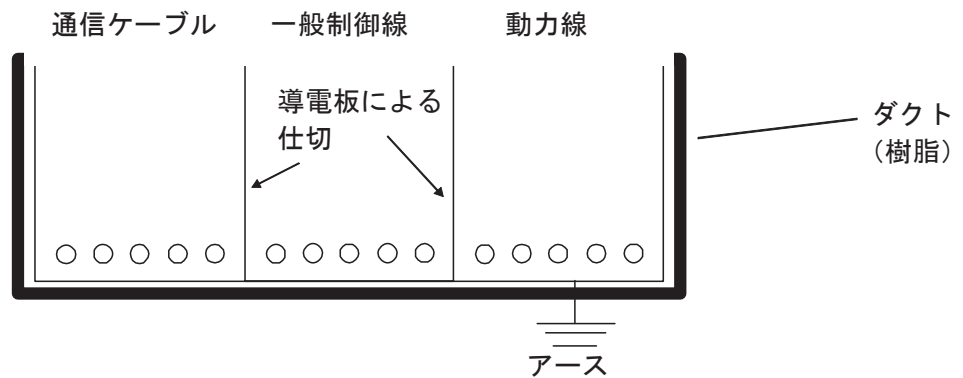 通信ケーブル
一般制御線
動力線
導電板による
仕切
ダクト
（樹脂）
アース